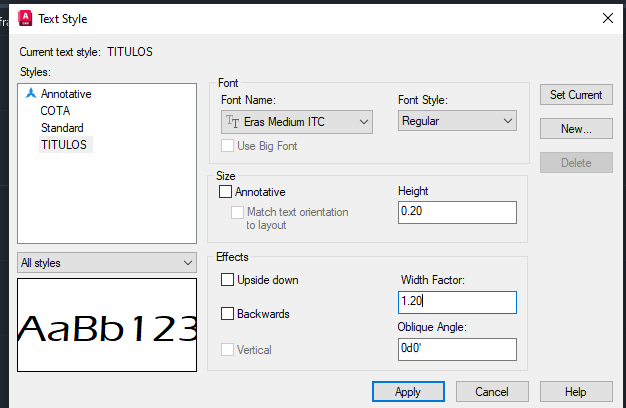 Text Style
Current text style: TITULOS
Styles:
Annotative
COTA
Standard
TITULOS
All styles
AaBb123
Font
Font Name:
Eras Medium ITC
Font Style:
Regular
Use Big Font
Size
Annotative
Match text orientation
to layout
Height
0.20
Effects
Upside down
Backwards
Vertical
Width Factor:
1.20
Oblique Angle:
0d0'
Set Current
New...
Delete
Apply
Cancel
Help